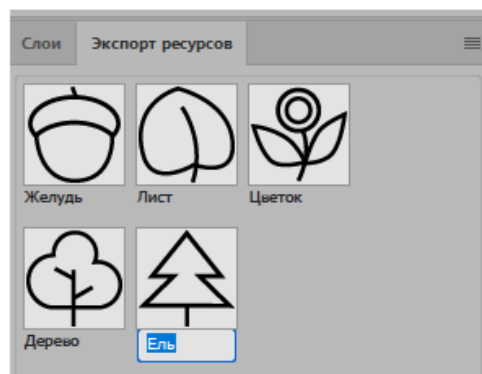 Слои Экспорт ресурсов
Желудь Лист Цветок
Дерево Ель